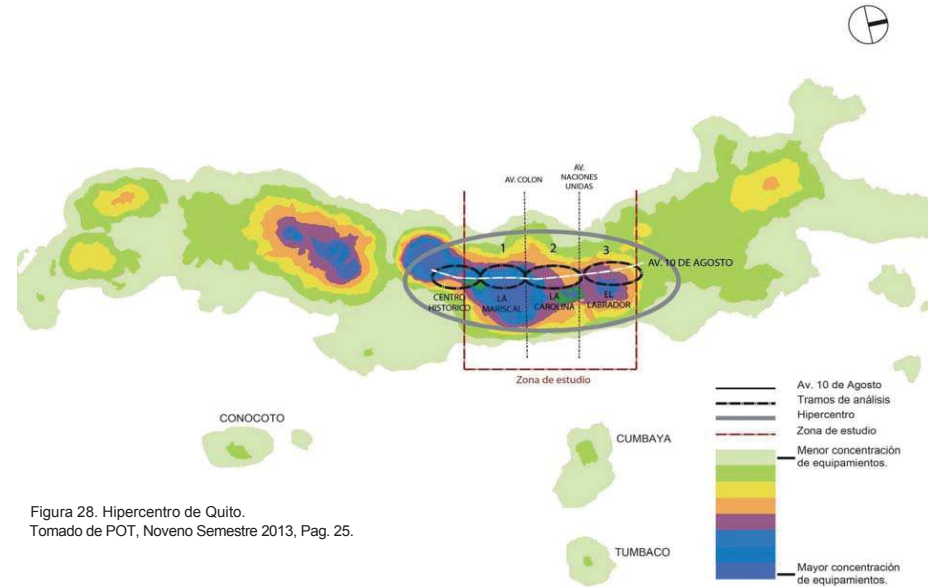 AV. COLON
AV.
NACIONES
UNIDAS
1
2
3
AV. 10 DE AGOSTO
CENTRO
HISTORICO
LA
MARISCAL
LA
CAROLINA
EL
LABRADOR
Zona de estudio
CONOCOTO
CUMBAYA
TUMBACO
Av. 10 de Agosto
Tramos de análisis
Hipercentro
Zona de estudio
Menor concentración
de equipamientos.
Mayor concentración
de equipamientos.
Figura 28. Hipercentro de Quito.
Tomado de POT, Noveno Semestre 2013, Pag. 25.